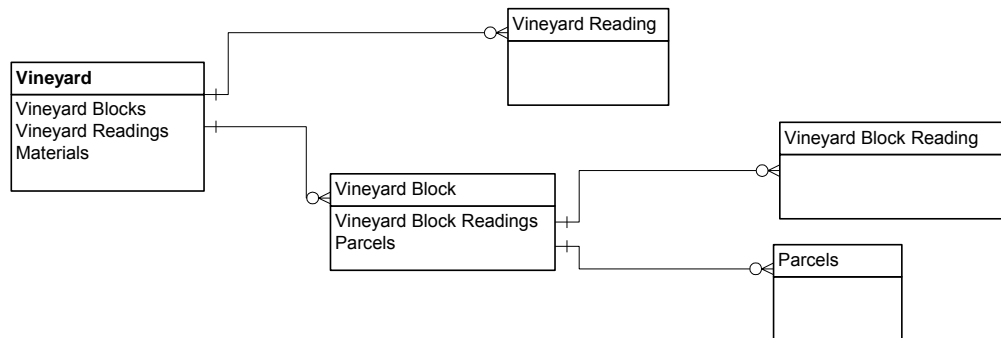 Vineyard Reading
Vineyard
Vineyard Blocks
Vineyard Readings
Materials
Vineyard Block Reading
Vineyard Block
Vineyard Block Readings
Parcels
Parcels